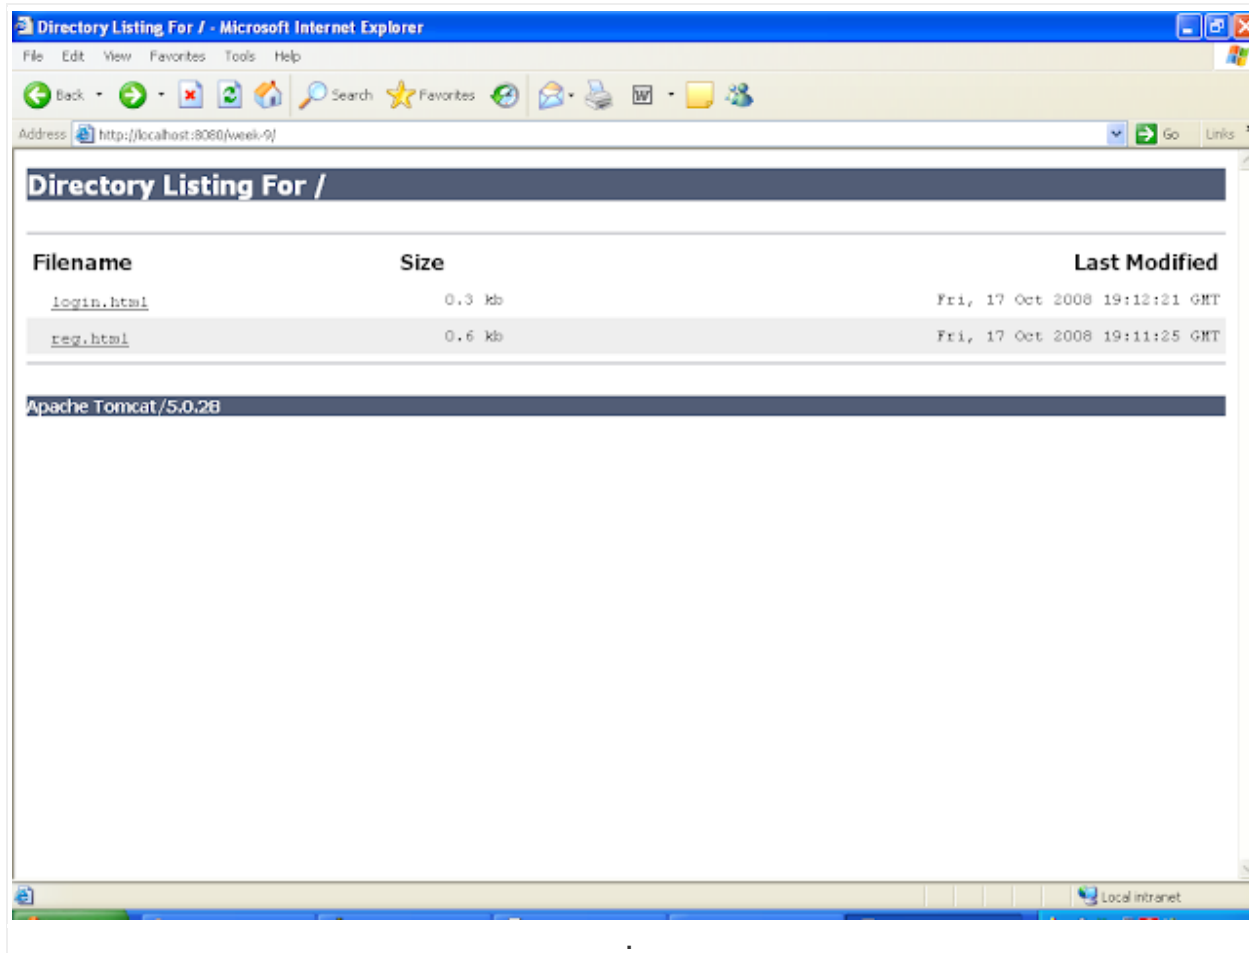 Directory Listing For / - Microsoft Internet Explorer
File Edit View Favorites Tools Help
Back Search Favorites W
Address http://localhost:8080/week-9/ Go Links
Directory Listing For /
Filename Size Last Modified
login.html 0.3 kb Fri, 17 Oct 2008 19:12:21 GMT
reg.html 0.6 kb Fri, 17 Oct 2008 19:11:25 GMT
Apache Tomcat/5.0.28
Local intranet
.